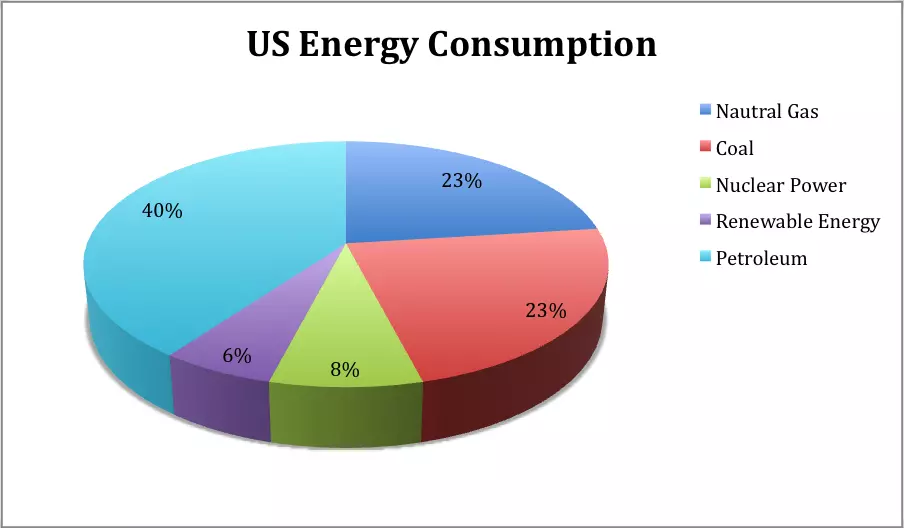 US Energy Consumption
Nautral Gas
Coal
Nuclear Power
Renewable Energy
Petroleum
23%
40%
23%
6%
8%